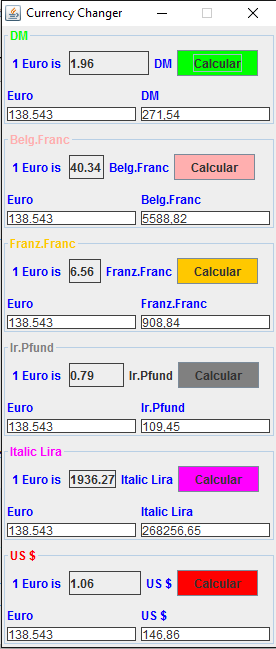 Currency Changer
DM
1 Euro is 1.96 DM Calcular
Euro DM
138.543 271,54
Belg.Franc
1 Euro is 40.34 Belg.Franc Calcular
Euro Belg.Franc
138.543 5588,82
Franz.Franc
1 Euro is 6.56 Franz.Franc Calcular
Euro Franz.Franc
138.543 908,84
Ir.Pfund
1 Euro is 0.79 Ir.Pfund Calcular
Euro Ir.Pfund
138.543 109,45
Italic Lira
1 Euro is 1936.27 Italic Lira Calcular
Euro Italic Lira
138.543 268256,65
US $
1 Euro is 1.06 US $ Calcular
Euro US $
138.543 146,86